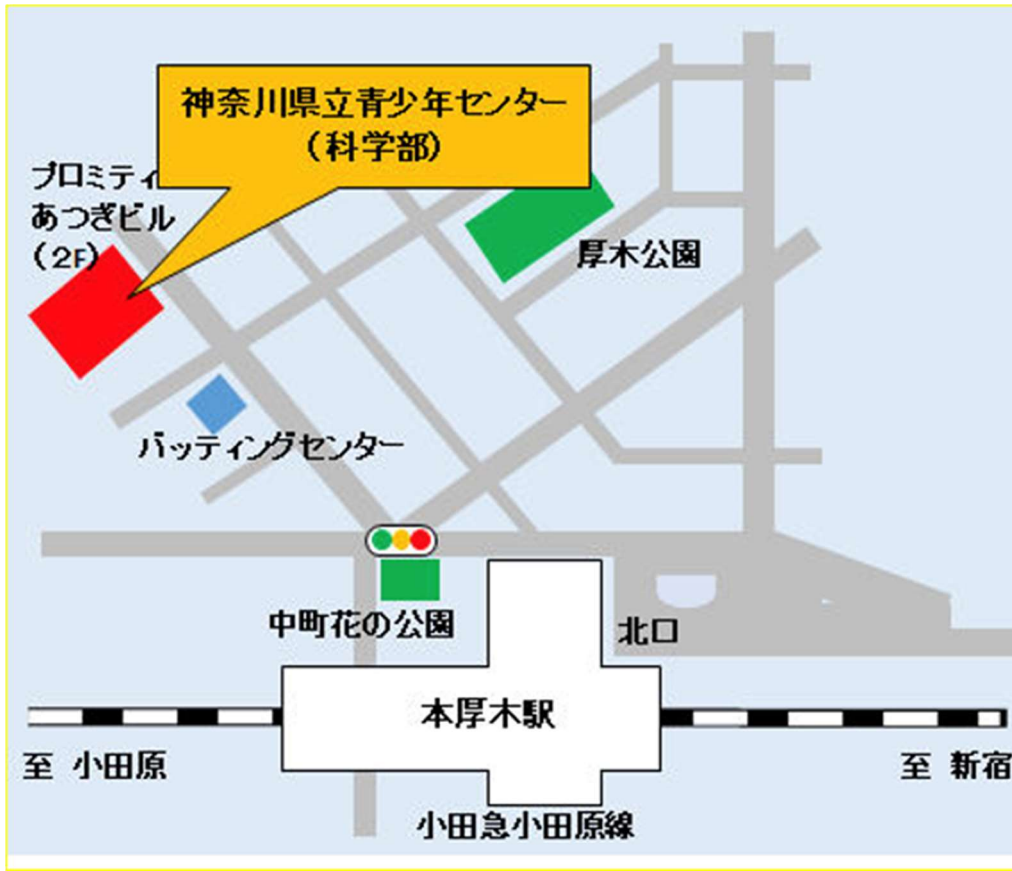 神奈川県立青少年センター
（科学部）
プロミティ
あつぎビル
（2F）
厚木公園
バッティングセンター
中町花の公園
北口
本厚木駅
至 小田原
至 新宿
小田急小田原線